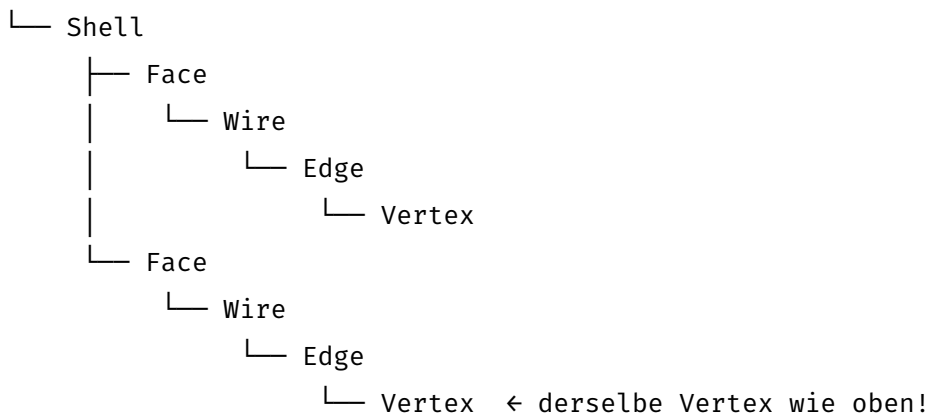 └── Shell
    ├── Face
    │   └── Wire
    │       └── Edge
    │           └── Vertex
    └── Face
        └── Wire
            └── Edge
                └── Vertex  ← derselbe Vertex wie oben!